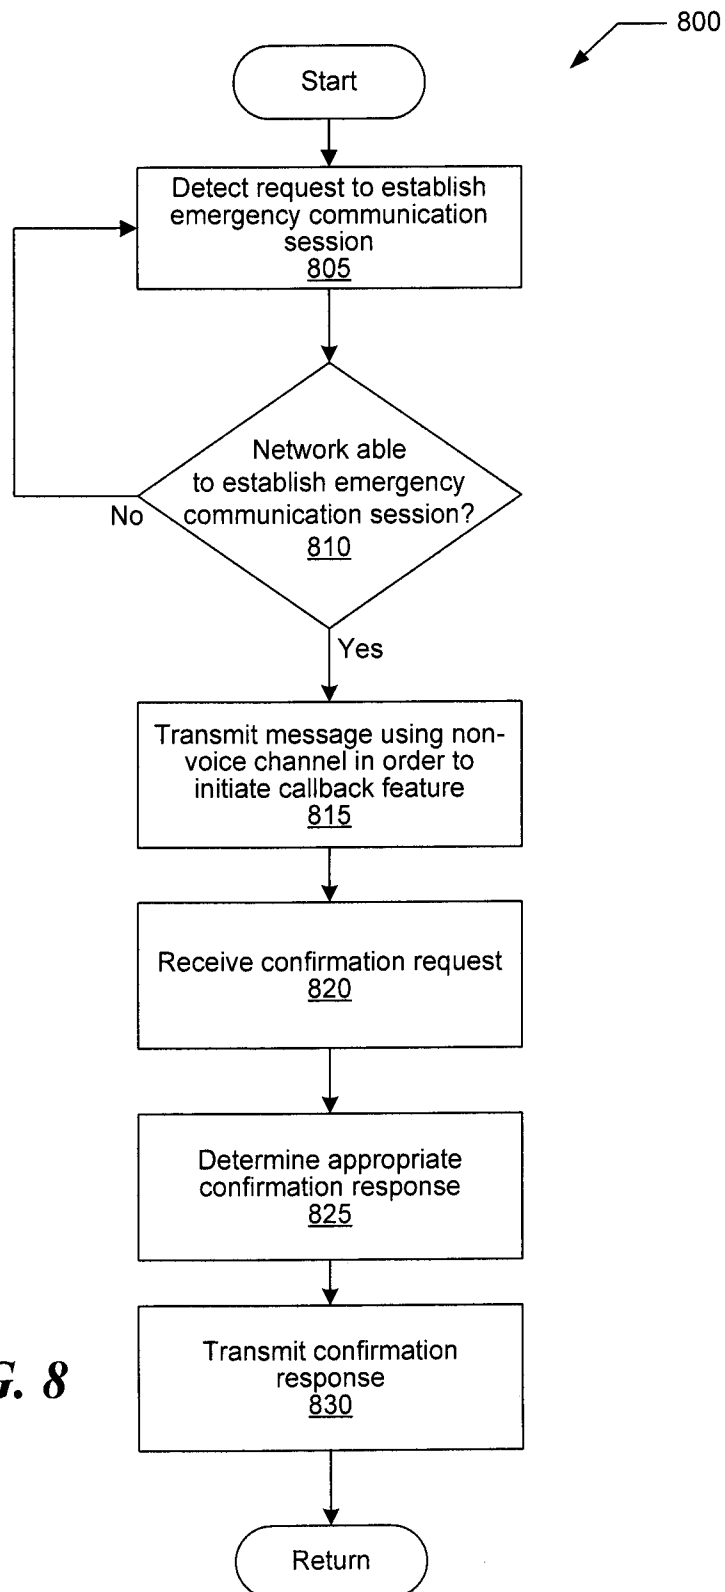 800
Start
Detect request to establish
emergency communication
session
805
Network able
to establish emergency
communication session?
810
No
Yes
Transmit message using non-
voice channel in order to
initiate callback feature
815
Receive confirmation request
820
Determine appropriate
confirmation response
825
Transmit confirmation
response
830
G. 8
Return